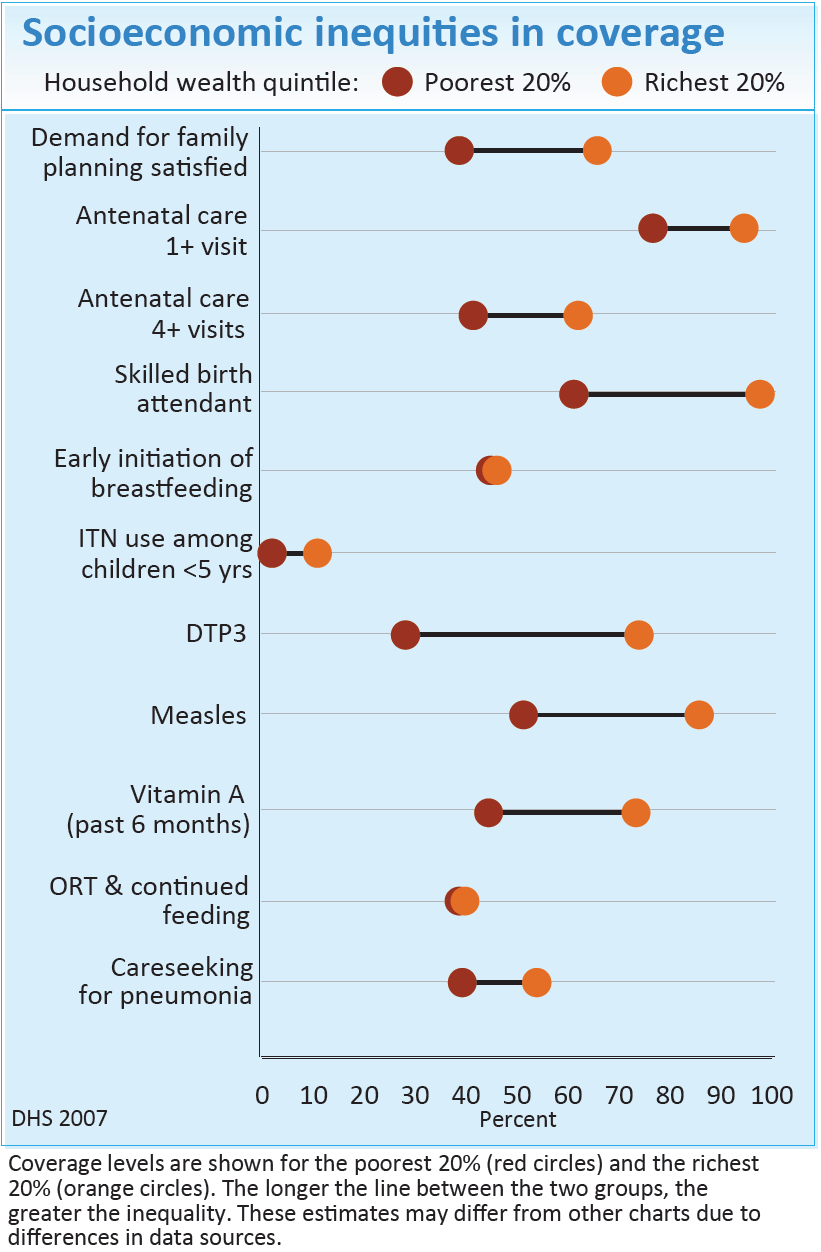 Socioeconomic inequities in coverage
Household wealth quintile: Poorest 20% Richest 20%
Demand for family
planning satisfied
Antenatal care
1+ visit
Antenatal care
4+ visits
Skilled birth
attendant
Early initiation of
breastfeeding
ITN use among
children <5 yrs
DTP3
Measles
Vitamin A
(past 6 months)
ORT & continued
feeding
Careseeking
for pneumonia
0 10 20 30 40 50 60 70 80 90 100
Percent
DHS 2007
Coverage levels are shown for the poorest 20% (red circles) and the richest
20% (orange circles). The longer the line between the two groups, the
greater the inequality. These estimates may differ from other charts due to
differences in data sources.